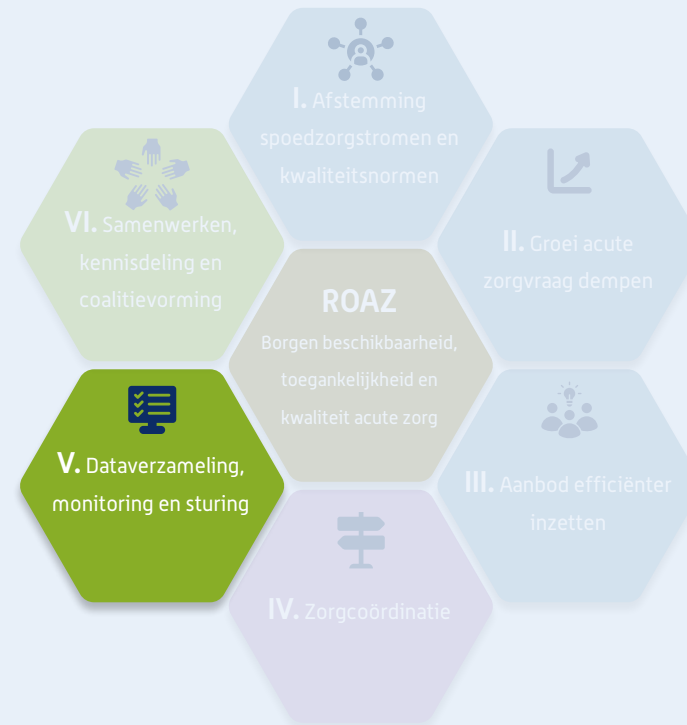 I. Afstemming
spoedzorgstromen en
kwaliteitsnormen
II. Groei acute
zorgvraag dempen
VI. Samenwerken,
kennisdeling en
coalitievorming
ROAZ
Borgen beschikbaarheid,
toegankelijkheid en
kwaliteit acute zorg
V. Dataverzameling,
monitoring en sturing
III. Aanbod efficiënter
inzetten
IV. Zorgcoördinatie